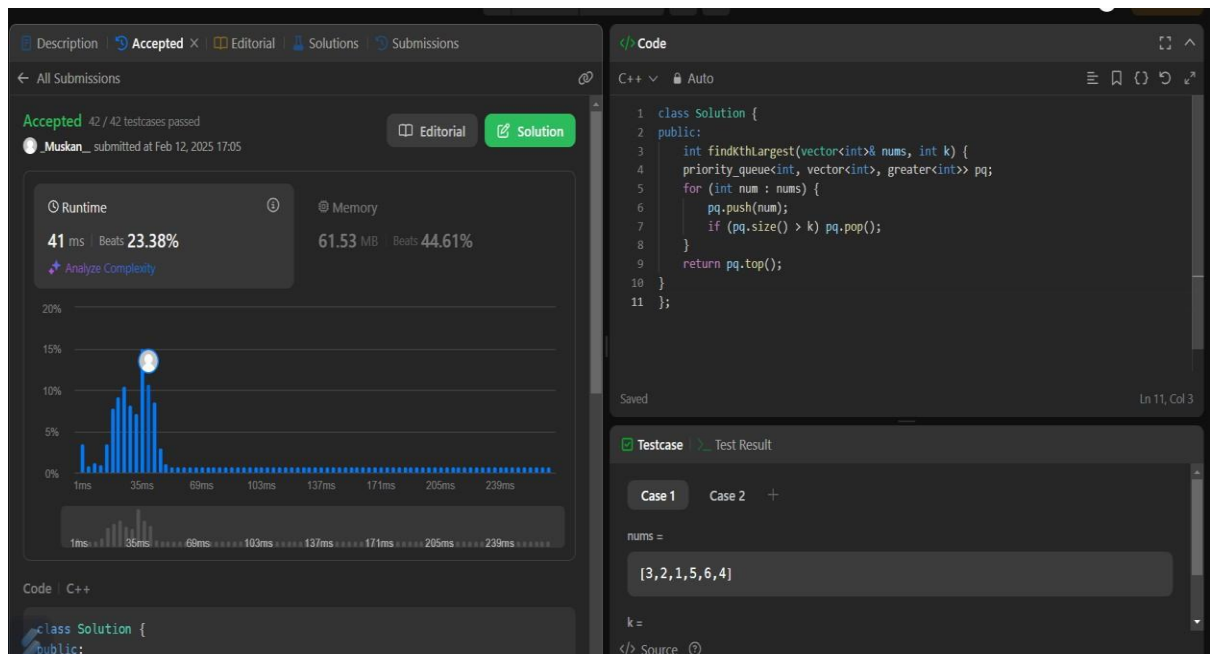 Description Accepted × Editorial Solutions Submissions
All Submissions
Accepted 42 / 42 testcases passed
_Muskan__ submitted at Feb 12, 2025 17:05
Editorial
Solution
Runtime
41 ms Beats 23.38%
Analyze Complexity
Memory
61.53 MB Beats 44.61%
20%
15%
10%
5%
0%
1ms 35ms 69ms 103ms 137ms 171ms 205ms 239ms
1ms 35ms 69ms 103ms 137ms 171ms 205ms 239ms
Code C++
class Solution {
public:
</> Code
C++ Auto
1 class Solution {
2 public:
3 int findKthLargest(vector<int>& nums, int k) {
4 priority_queue<int, vector<int>, greater<int>> pq;
5 for (int num : nums) {
6 pq.push(num);
7 if (pq.size() > k) pq.pop();
8 }
9 return pq.top();
10 }
11 };
Saved
Ln 11, Col 3
Testcase >_ Test Result
Case 1 Case 2 +
nums =
[3,2,1,5,6,4]
k =
</> Source